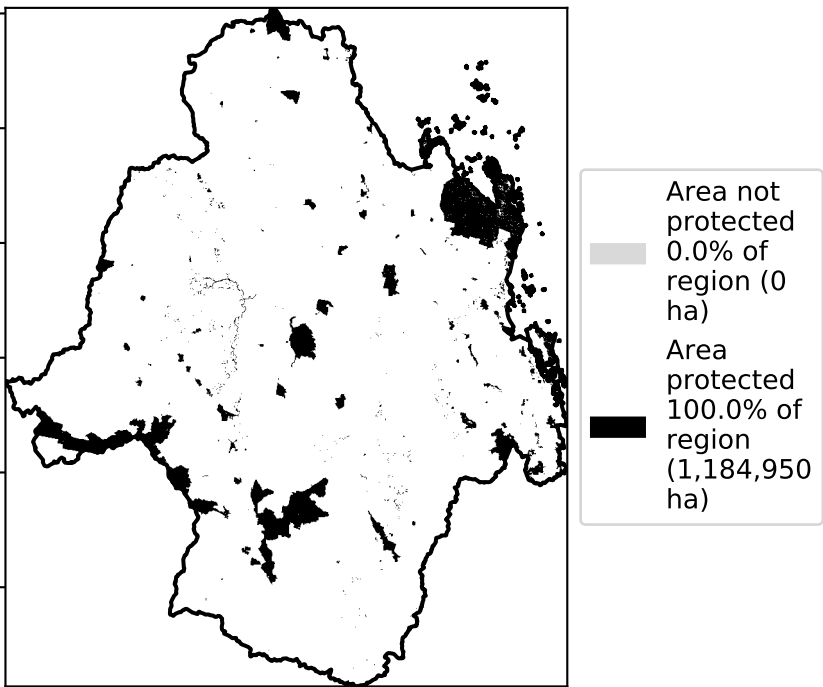 Area not
protected
0.0% of
region (0
ha)
Area
protected
100.0% of
region
(1,184,950
ha)